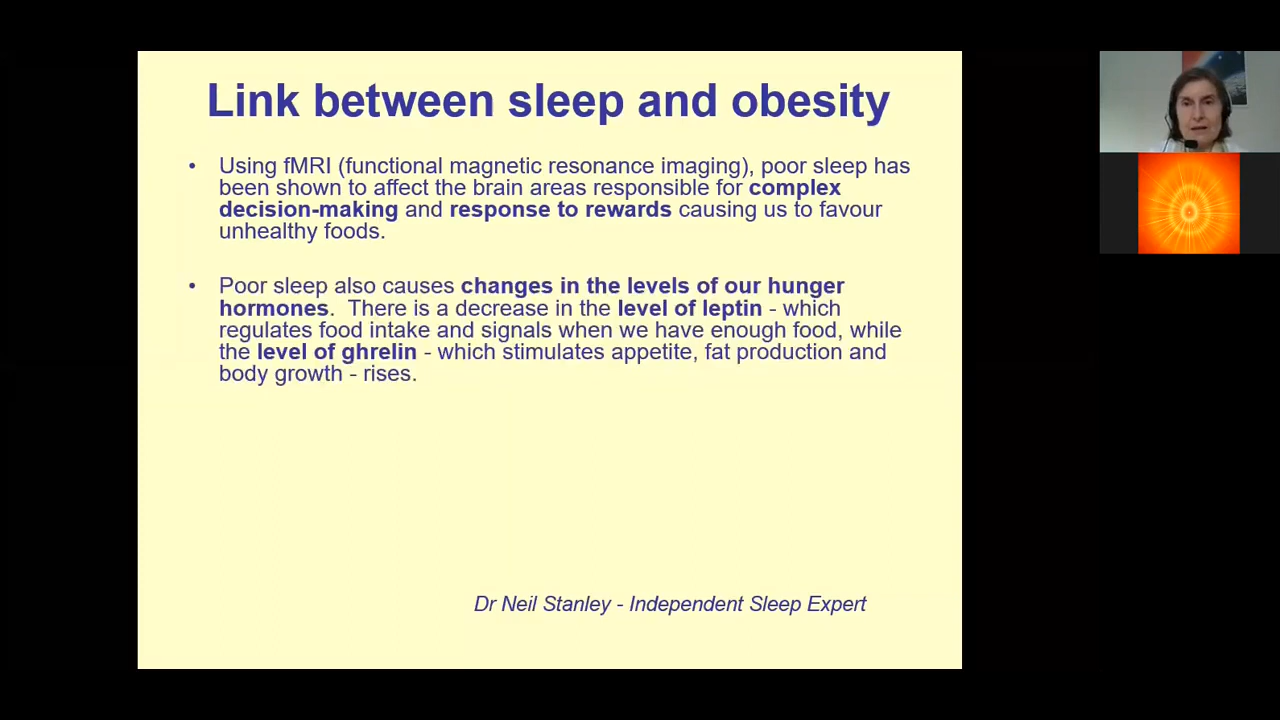 Link between sleep and obesity
• Using fMRI (functional magnetic resonance imaging), poor sleep has
been shown to affect the brain areas responsible for complex
decision-making and response to rewards causing us to favour
unhealthy foods.
• Poor sleep also causes changes in the levels of our hunger
hormones.  There is a decrease in the level of leptin - which
regulates food intake and signals when we have enough food, while
the level of ghrelin - which stimulates appetite, fat production and
body growth - rises.
Dr Neil Stanley - Independent Sleep Expert